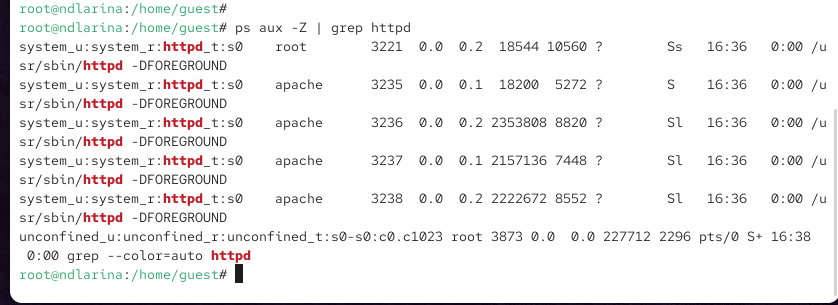 root@ndlarina:/home/guest#
root@ndlarina:/home/guest# ps aux -Z | grep httpd
system_u:system_r:httpd_t:s0    root        3221  0.0  0.2  18544 10560 ?        Ss   16:36   0:00 /u
sr/sbin/httpd -DFOREGROUND
system_u:system_r:httpd_t:s0    apache      3235  0.0  0.1  18200  5272 ?        S    16:36   0:00 /u
sr/sbin/httpd -DFOREGROUND
system_u:system_r:httpd_t:s0    apache      3236  0.0  0.2 2353808 8820 ?        Sl   16:36   0:00 /u
sr/sbin/httpd -DFOREGROUND
system_u:system_r:httpd_t:s0    apache      3237  0.0  0.1 2157136 7448 ?        Sl   16:36   0:00 /u
sr/sbin/httpd -DFOREGROUND
system_u:system_r:httpd_t:s0    apache      3238  0.0  0.2 2222672 8552 ?        Sl   16:36   0:00 /u
sr/sbin/httpd -DFOREGROUND
unconfined_u:unconfined_r:unconfined_t:s0-s0:c0.c1023 root 3873 0.0  0.0 227712 2296 pts/0 S+ 16:38
 0:00 grep --color=auto httpd
root@ndlarina:/home/guest#